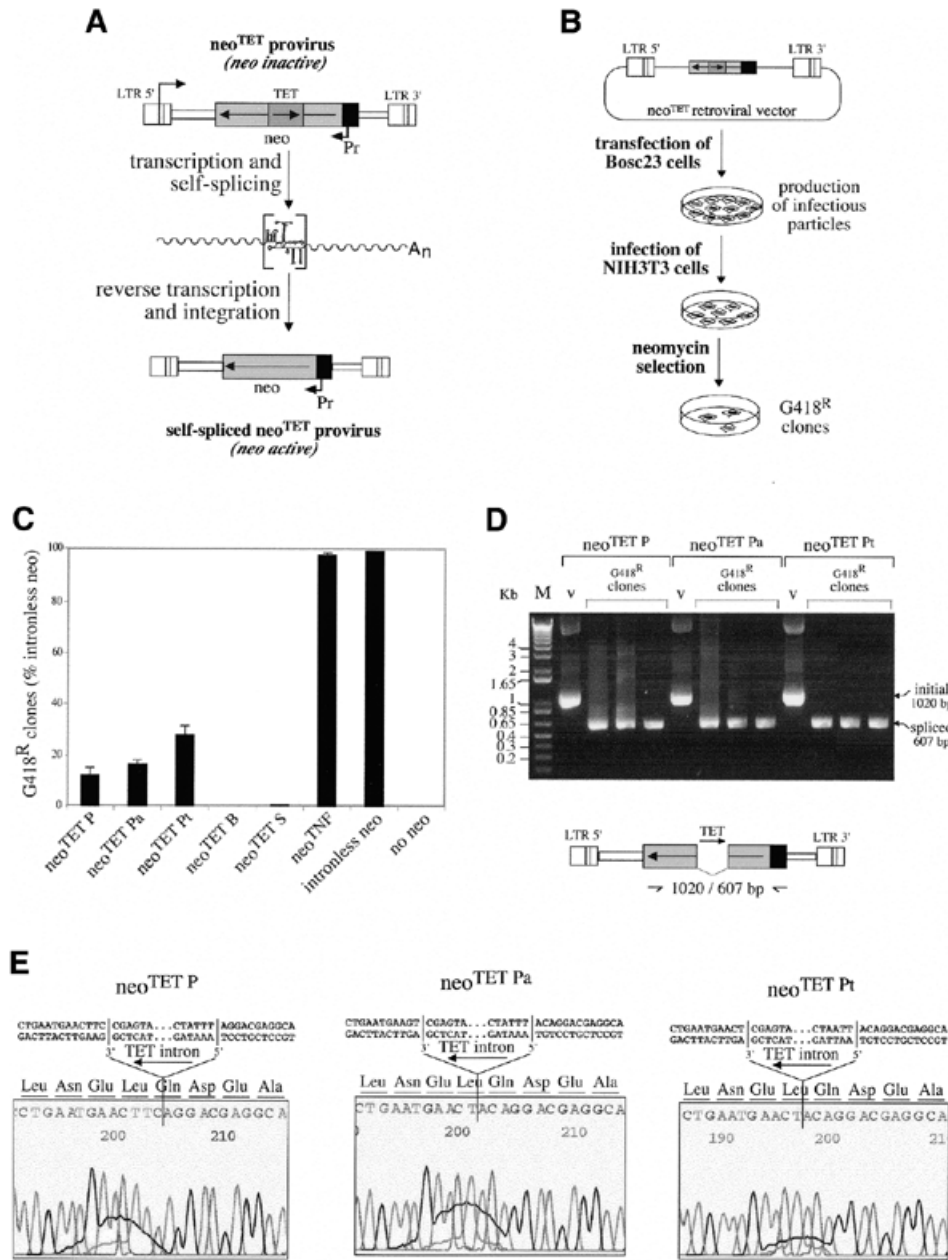 A
neoTET provirus
(neo inactive)
LTR 5'
TET
LTR 3'
neo
Pr
transcription and
self-splicing
An
reverse transcription
and integration
neo
Pr
self-spliced neoTET provirus
(neo active)
B
LTR 5'
LTR 3'
neoTET retroviral vector
transfection of
Bosc23 cells
production
of infectious
particles
infection of
NIH3T3 cells
neomycin
selection
G418R
clones
C
G418R clones (% intronless neo)
100
80
60
40
20
0
neoTET P
neoTET Pa
neoTET Pt
neoTET B
neoTET S
neoTNF
intronless neo
no neo
D
neoTET P
neoTET Pa
neoTET Pt
G418R
clones
G418R
clones
G418R
clones
Kb
M
v
v
v
4
3
2
1.65
1
0.85
0.65
0.4
0.3
0.2
initial
1020 bp
spliced
607 bp
LTR 5'
TET
LTR 3'
1020 / 607 bp
E
neoTET P
CTGAATGAACTTC CGAGTA...CTATTT AGGACGAGGCA
GACTTACTTGAAG GCTCAT...GATAAA TCCTGCTCCGT
3' TET intron 5'
Leu Asn Glu Leu Gln Asp Glu Ala
CTGAATGAACTTCAGGACGAGGCA
200 210
neoTET Pa
CTGAATGAAGT CGAGTA...CTATTT ACAGGACGAGGCA
GACTTACTTGA GCTCAT...GATAAA TGTCCTGCTCCGT
3' TET intron 5'
Leu Asn Glu Leu Gln Asp Glu Ala
CTGAATGAACTACAGGACGAGGCA
200 210
neoTET Pt
CTGAATGAACT CGAGTA...CTAATT ACAGGACGAGGCA
GACTTACTTGA GCTCAT...GATTAA TGTCCTGCTCCGT
3' TET intron 5'
Leu Asn Glu Leu Gln Asp Glu Ala
CTGAATGAACTACAGGACGAGGCA
190 200 21